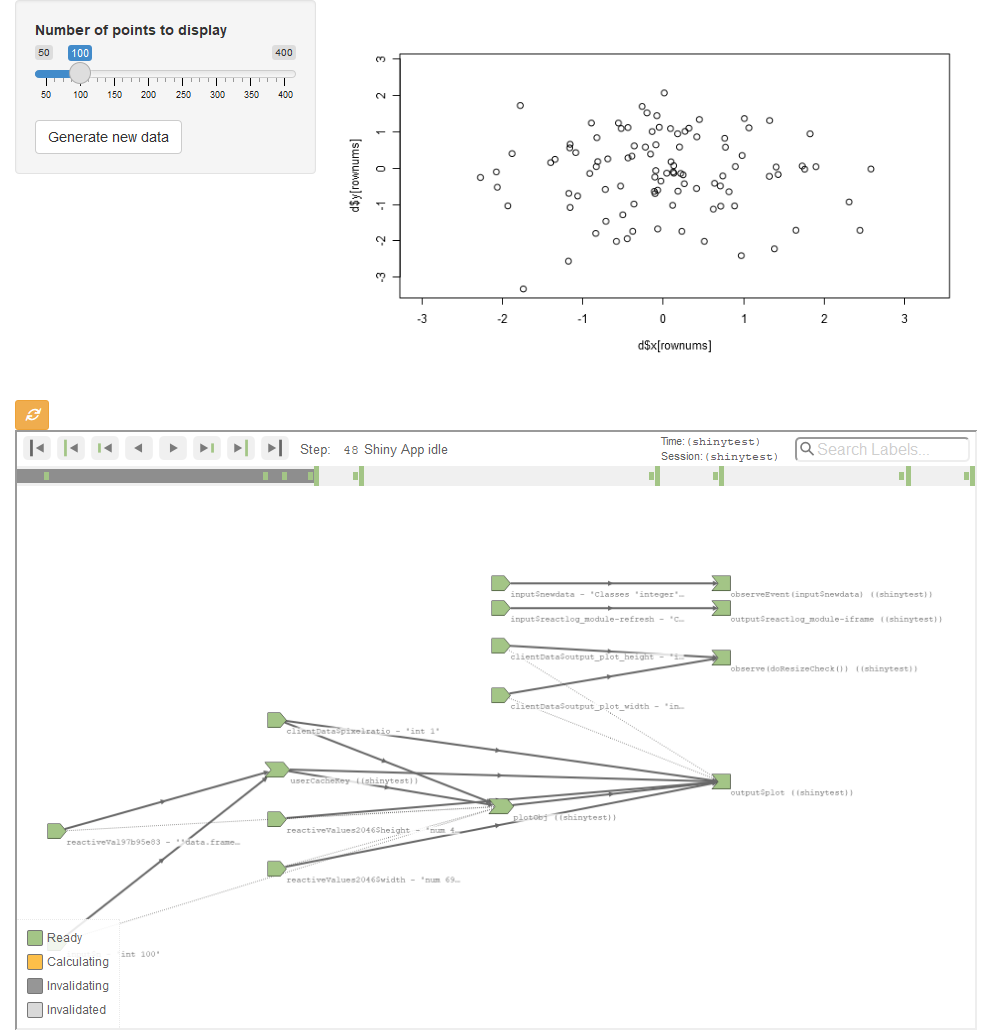 Number of points to display
50 100 400
50 100 150 200 250 300 350 400
Generate new data
d$y[rownums]
3
2
1
0
-1
-2
-3
-3 -2 -1 0 1 2 3
d$x[rownums]
Step: 48 Shiny App idle
Time: (shinytest)
Session: (shinytest)
Search Labels...
input$newdata - "Classes 'integer'…
observeEvent(input$newdata) ((shinytest))
input$reactlog_module-refresh - "C…
output$reactlog_module-iframe ((shinytest))
clientData$output_plot_height - "i…
observe(doResizeCheck()) ((shinytest))
clientData$output_plot_width - "in…
clientData$pixelratio - "int 1"
userCacheKey ((shinytest))
output$plot ((shinytest))
plotObj ((shinytest))
reactiveValues2046$height - "num 4…
reactiveVal97b95e83 - "'data.frame…
reactiveValues2046$width - "num 69…
int 100"
Ready
Calculating
Invalidating
Invalidated